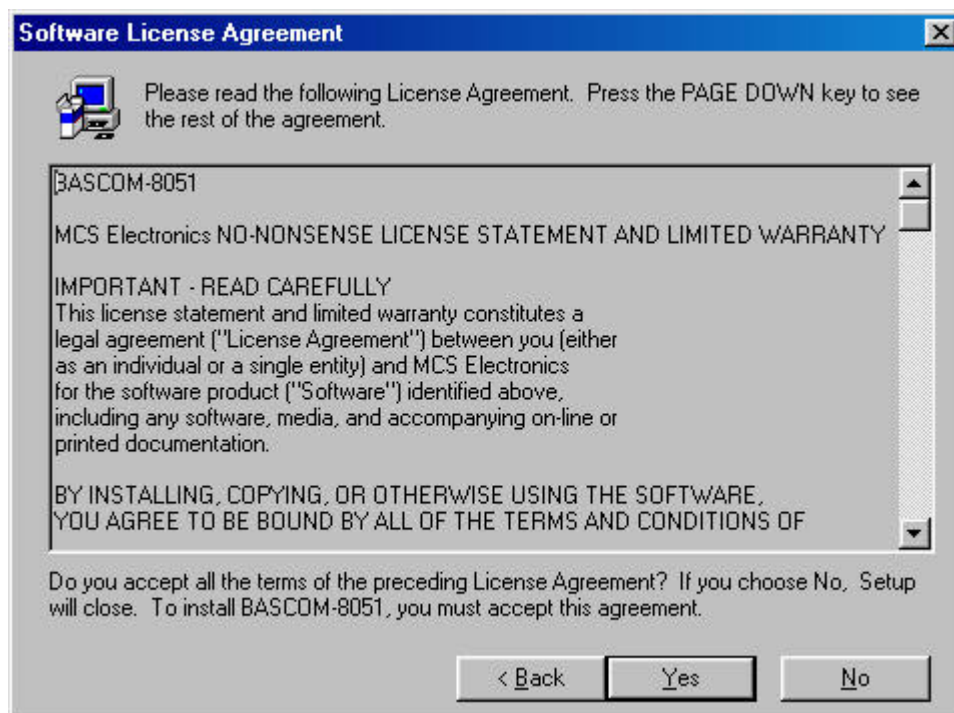 Software License Agreement
Please read the following License Agreement. Press the PAGE DOWN key to see
the rest of the agreement.
BASCOM-8051
MCS Electronics NO-NONSENSE LICENSE STATEMENT AND LIMITED WARRANTY
IMPORTANT - READ CAREFULLY
This license statement and limited warranty constitutes a
legal agreement ("License Agreement") between you (either
as an individual or a single entity) and MCS Electronics
for the software product ("Software") identified above,
including any software, media, and accompanying on-line or
printed documentation.
BY INSTALLING, COPYING, OR OTHERWISE USING THE SOFTWARE,
YOU AGREE TO BE BOUND BY ALL OF THE TERMS AND CONDITIONS OF
Do you accept all the terms of the preceding License Agreement? If you choose No, Setup
will close. To install BASCOM-8051, you must accept this agreement.
< Back Yes No